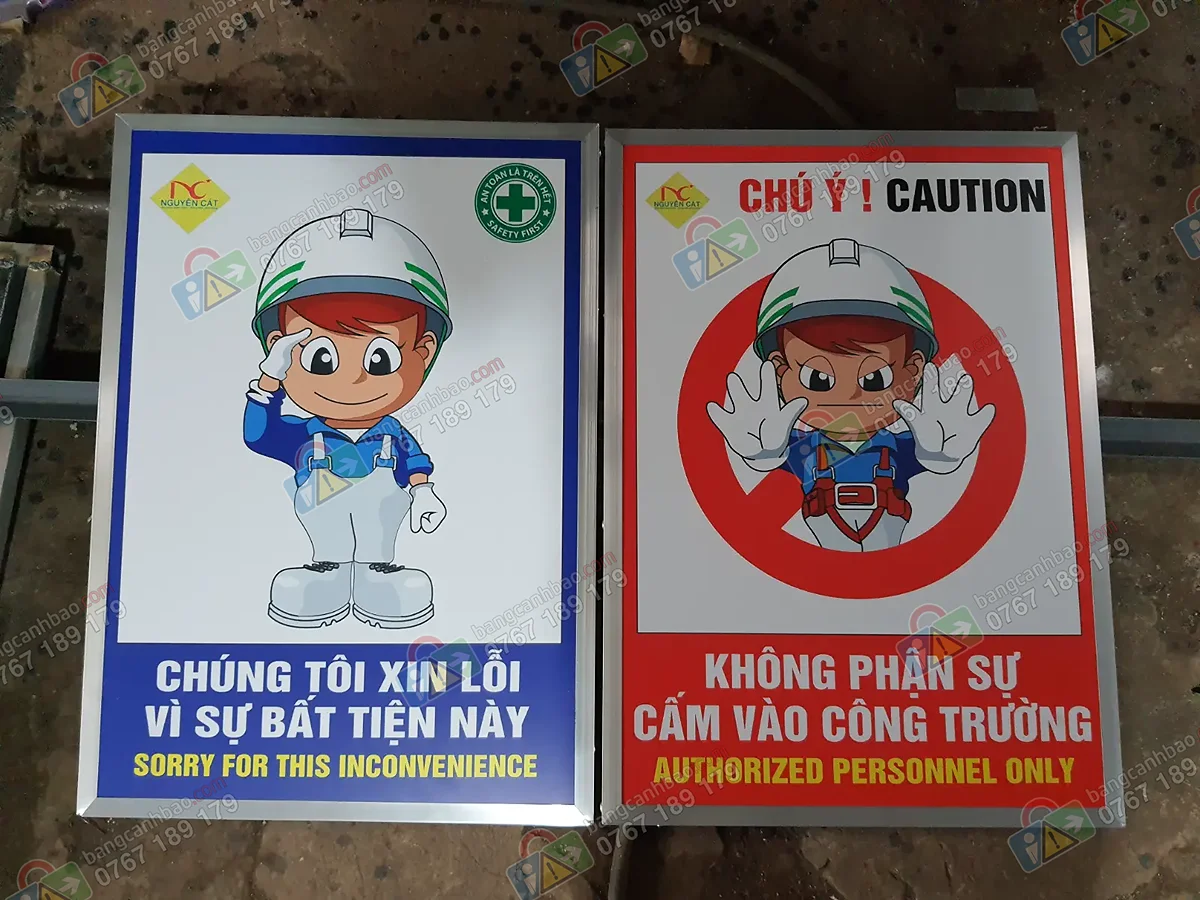 NC
NGUYÊN CÁT
AN TOÀN LÀ TRÊN HẾT
SAFETY FIRST
CHÚNG TÔI XIN LỖI
VÌ SỰ BẤT TIỆN NÀY
SORRY FOR THIS INCONVENIENCE
NC
NGUYÊN CÁT
CHÚ Ý ! CAUTION
KHÔNG PHẬN SỰ
CẤM VÀO CÔNG TRƯỜNG
AUTHORIZED PERSONNEL ONLY
bangcanhbao.com
0767 189 179